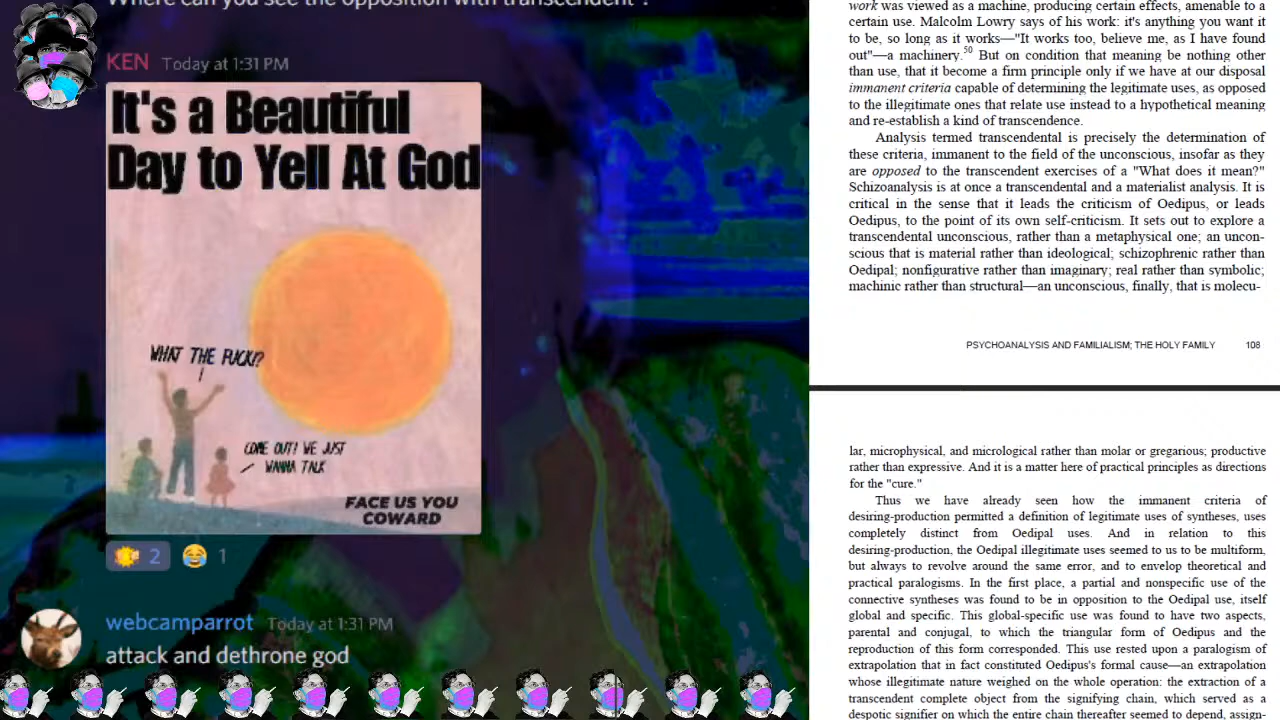 Where can you see the opposition with transcendent ?
KEN Today at 1:31 PM
It's a Beautiful
Day to Yell At God
WHAT THE FUCK!?
COME OUT! WE JUST
WANNA TALK
FACE US YOU
COWARD
2 1
webcamparrot Today at 1:31 PM
attack and dethrone god
work was viewed as a machine, producing certain effects, amenable to a
certain use. Malcolm Lowry says of his work: it's anything you want it
to be, so long as it works—"It works too, believe me, as I have found
out"—a machinery.50 But on condition that meaning be nothing other
than use, that it become a firm principle only if we have at our disposal
immanent criteria capable of determining the legitimate uses, as opposed
to the illegitimate ones that relate use instead to a hypothetical meaning
and re-establish a kind of transcendence.
Analysis termed transcendental is precisely the determination of
these criteria, immanent to the field of the unconscious, insofar as they
are opposed to the transcendent exercises of a "What does it mean?"
Schizoanalysis is at once a transcendental and a materialist analysis. It is
critical in the sense that it leads the criticism of Oedipus, or leads
Oedipus, to the point of its own self-criticism. It sets out to explore a
transcendental unconscious, rather than a metaphysical one; an uncon-
scious that is material rather than ideological; schizophrenic rather than
Oedipal; nonfigurative rather than imaginary; real rather than symbolic;
machinic rather than structural—an unconscious, finally, that is molecu-
PSYCHOANALYSIS AND FAMILIALISM; THE HOLY FAMILY 108
lar, microphysical, and micrological rather than molar or gregarious; productive
rather than expressive. And it is a matter here of practical principles as directions
for the "cure."
Thus we have already seen how the immanent criteria of
desiring-production permitted a definition of legitimate uses of syntheses, uses
completely distinct from Oedipal uses. And in relation to this
desiring-production, the Oedipal illegitimate uses seemed to us to be multiform,
but always to revolve around the same error, and to envelop theoretical and
practical paralogisms. In the first place, a partial and nonspecific use of the
connective syntheses was found to be in opposition to the Oedipal use, itself
global and specific. This global-specific use was found to have two aspects,
parental and conjugal, to which the triangular form of Oedipus and the
reproduction of this form corresponded. This use rested upon a paralogism of
extrapolation that in fact constituted Oedipus's formal cause—an extrapolation
whose illegitimate nature weighed on the whole operation: the extraction of a
transcendent complete object from the signifying chain, which served as a
despotic signifier on which the entire chain thereafter seemed to depend, assign-